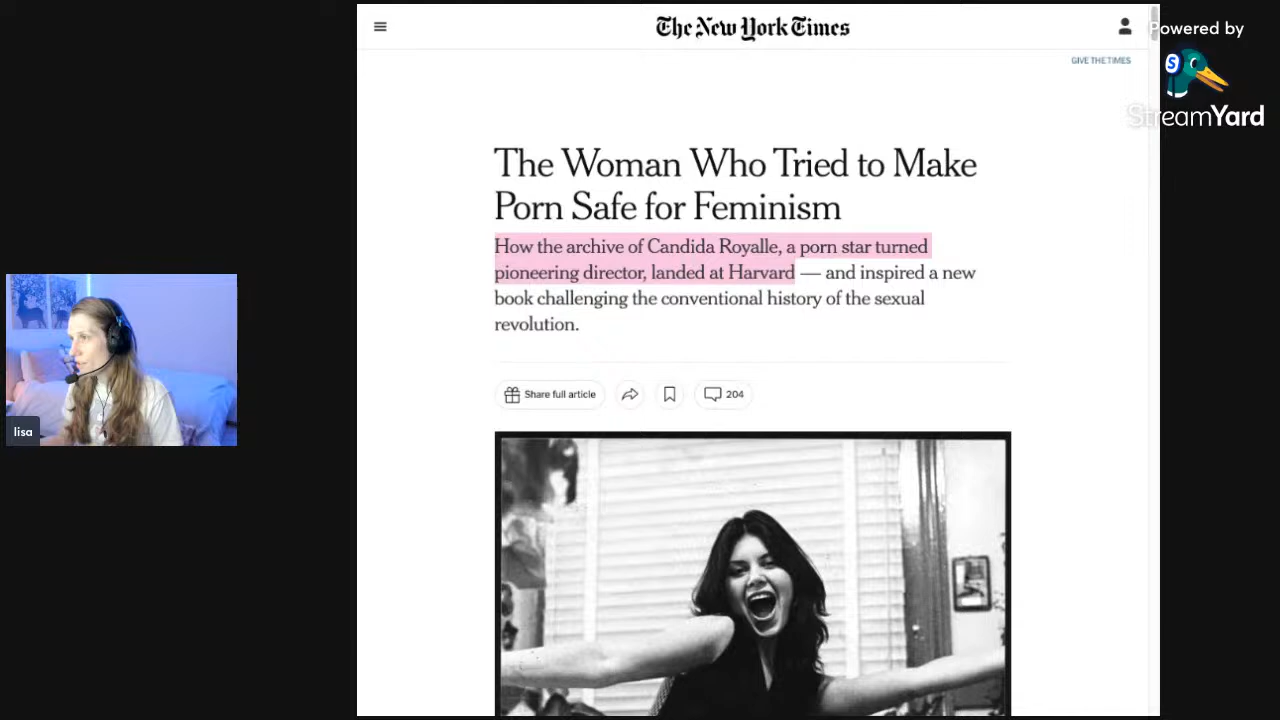 The New York Times
Powered by
GIVE THE TIMES
StreamYard
The Woman Who Tried to Make
Porn Safe for Feminism
How the archive of Candida Royalle, a porn star turned
pioneering director, landed at Harvard — and inspired a new
book challenging the conventional history of the sexual
revolution.
Share full article
204
lisa